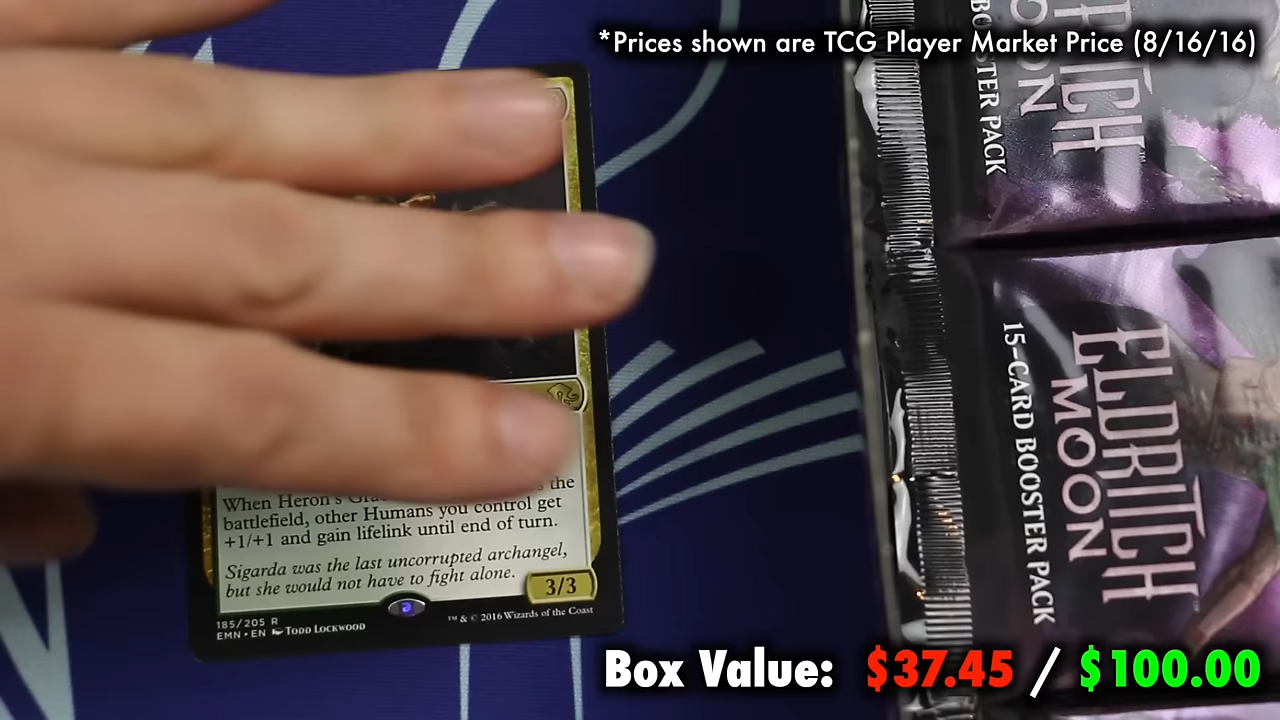 *Prices shown are TCG Player Market Price (8/16/16)
BOOSTER PACK
ELDRITCH
MOON
15-CARD BOOSTER PACK
the
When Heron's
battlefield, other Humans you control get
+1/+1 and gain lifelink until end of turn.
Sigarda was the last uncorrupted archangel,
but she would not have to fight alone.
3/3
185/205 R
EMN • EN Todd Lockwood
™ & © 2016 Wizards of the Coast
Box Value: $37.45 / $100.00